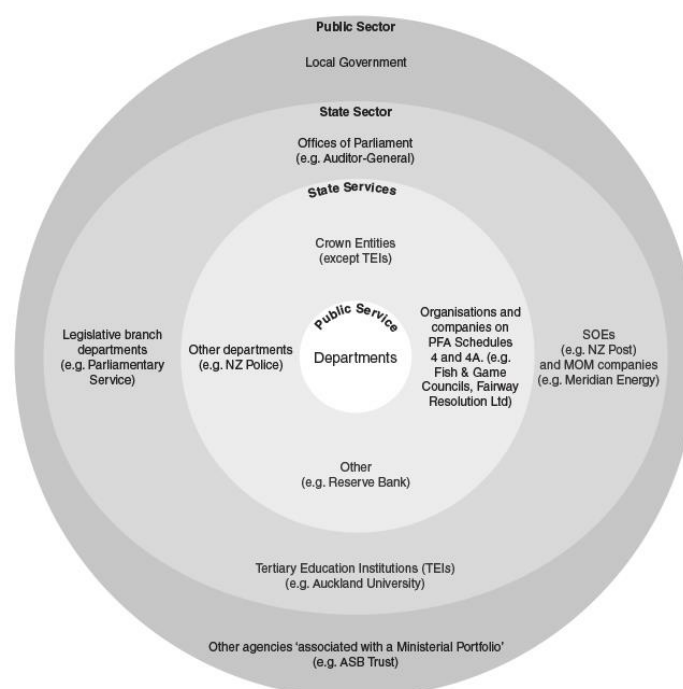 Public Sector
Local Government
State Sector
Offices of Parliament
(e.g. Auditor-General)
State Services
Crown Entities
(except TEIs)
Public Service
Departments
Legislative branch
departments
(e.g. Parliamentary
Service)
Other departments
(e.g. NZ Police)
Organisations and
companies on
PFA Schedules
4 and 4A. (e.g.
Fish & Game
Councils, Fairway
Resolution Ltd)
SOEs
(e.g. NZ Post)
and MOM companies
(e.g. Meridian Energy)
Other
(e.g. Reserve Bank)
Tertiary Education Institutions (TEIs)
(e.g. Auckland University)
Other agencies ‘associated with a Ministerial Portfolio’
(e.g. ASB Trust)